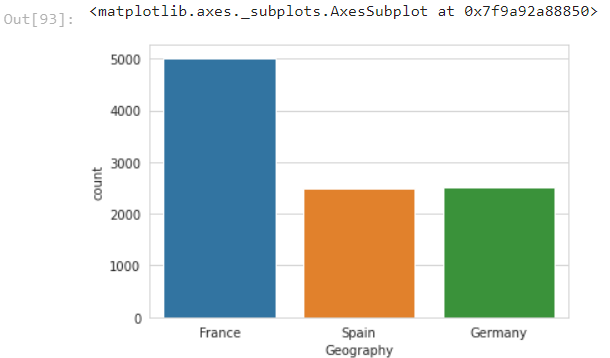 Out[93]: <matplotlib.axes._subplots.AxesSubplot at 0x7f9a92a88850>
5000
4000
3000
2000
1000
0
count
France Spain Germany
Geography